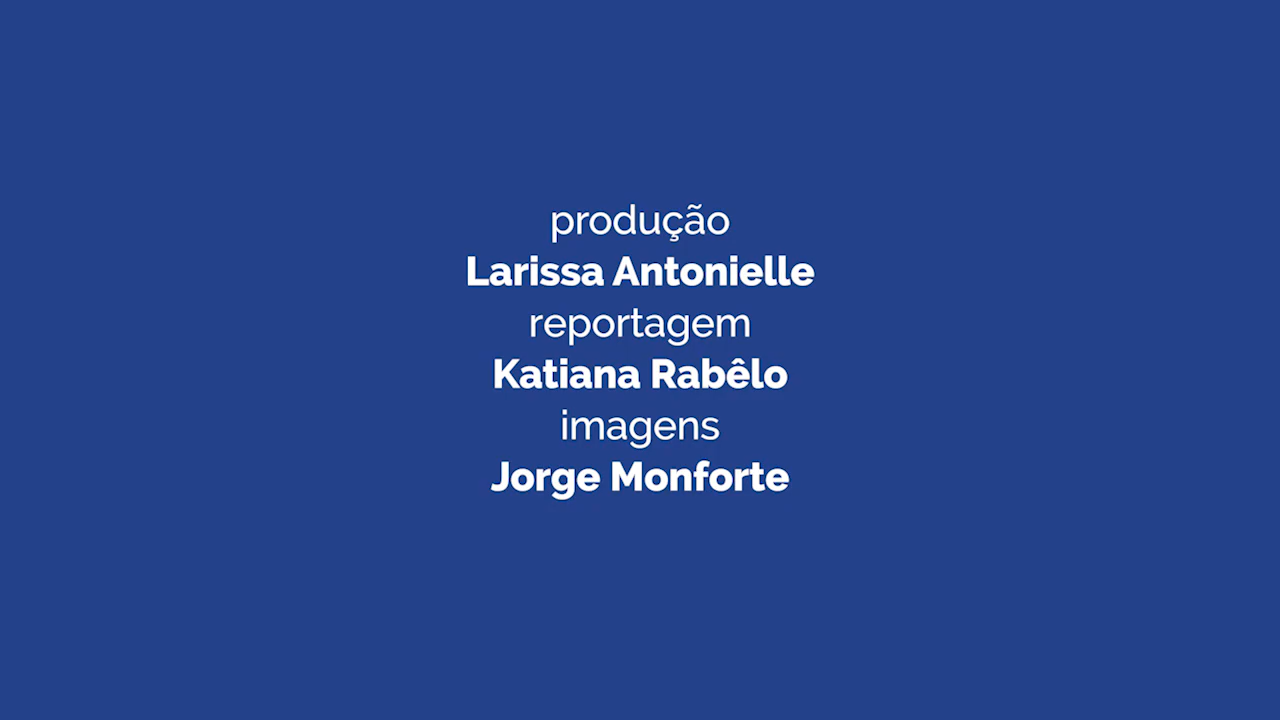 produção
Larissa Antonielle
reportagem
Katiana Rabêlo
imagens
Jorge Monforte